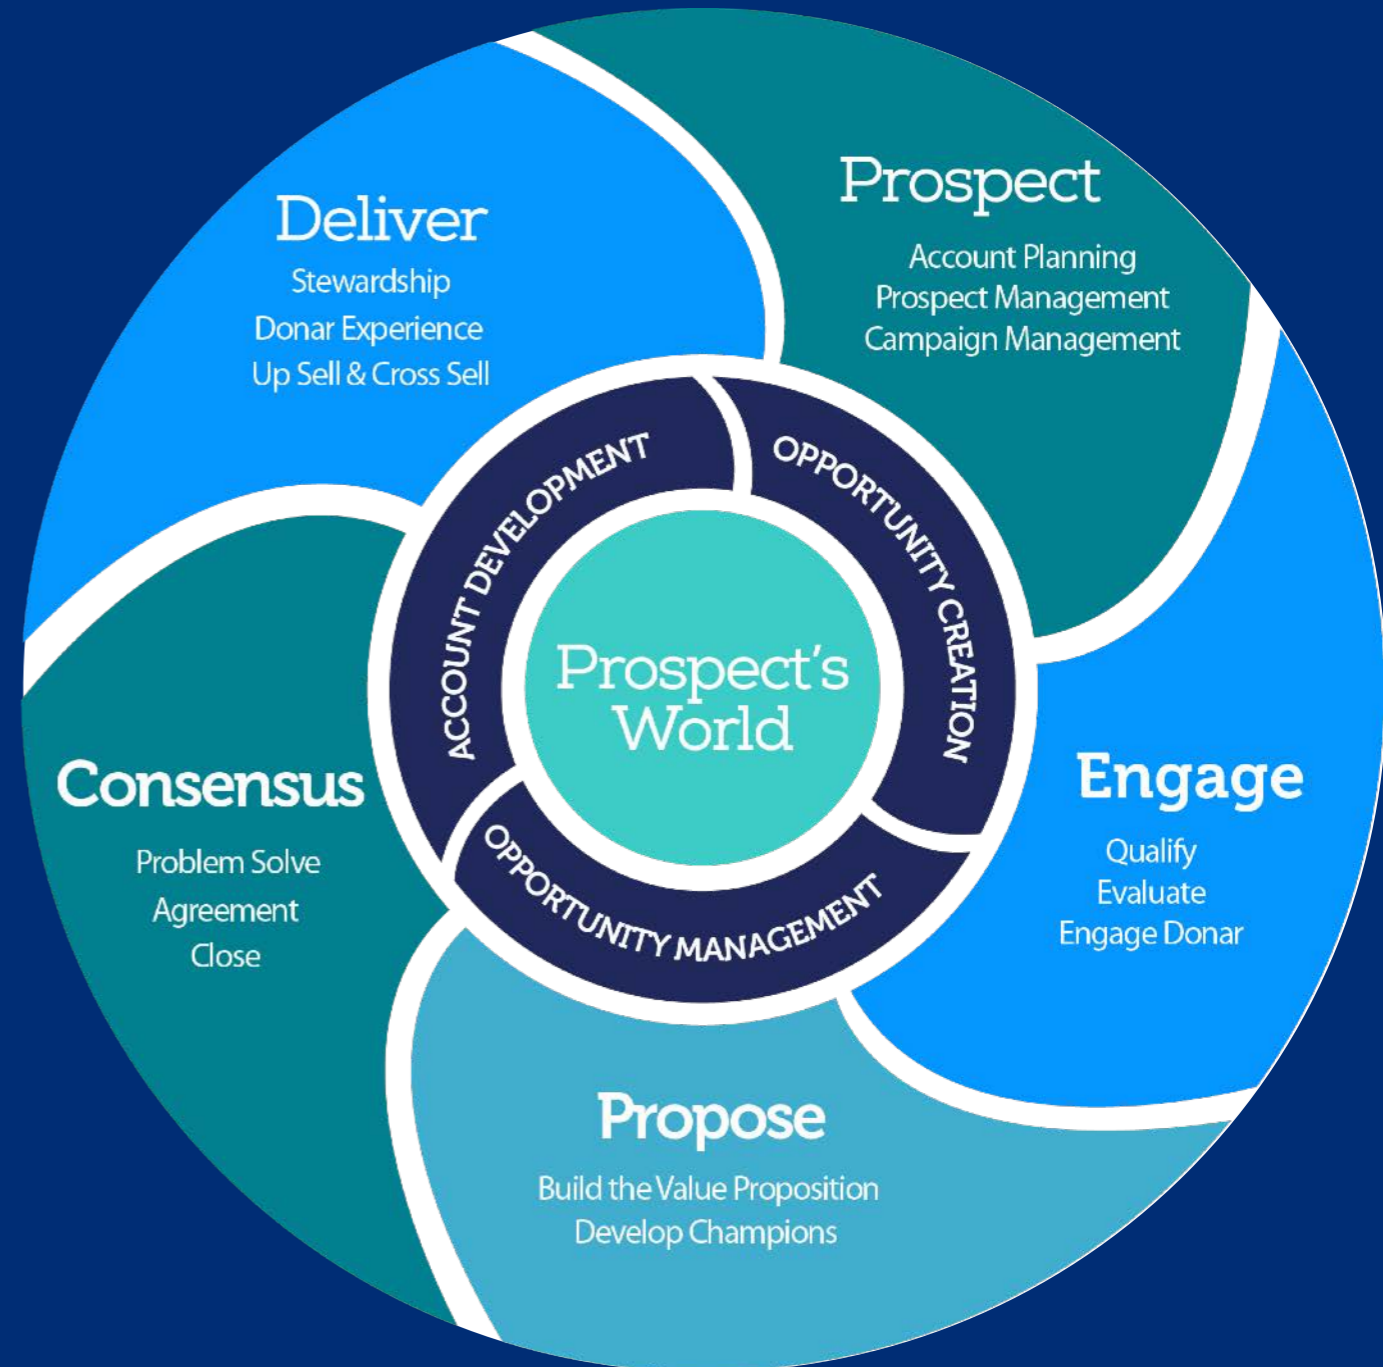 Prospect
Account Planning
Prospect Management
Campaign Management
Engage
Qualify
Evaluate
Engage Donar
Propose
Build the Value Proposition
Develop Champions
Consensus
Problem Solve
Agreement
Close
Deliver
Stewardship
Donar Experience
Up Sell & Cross Sell
OPPORTUNITY CREATION
OPPORTUNITY MANAGEMENT
ACCOUNT DEVELOPMENT
Prospect's
World